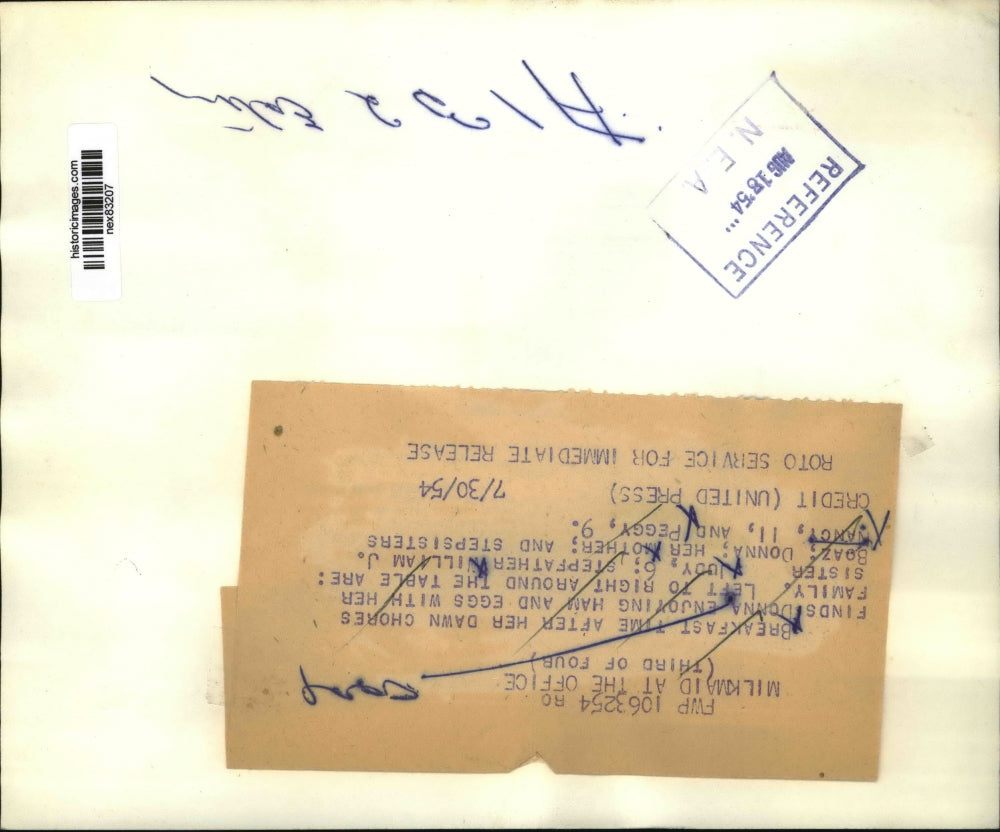 FWP 1063254 RO
MILKMAID AT THE OFFICE
(THIRD OF FOUR)
BREAKFAST TIME AFTER HER DAWN CHORES
FINDS DONNA ENJOYING HAM AND EGGS WITH HER
FAMILY. LEFT TO RIGHT AROUND THE TABLE ARE:
SISTER JUDY, 6; STEPFATHER WILLIAM J.
BOAZ; DONNA; HER MOTHER; AND STEPSISTERS
NANCY, 11, AND PEGGY, 9.
CREDIT (UNITED PRESS) 7/30/54
ROTO SERVICE FOR IMMEDIATE RELEASE
REFERENCE
AUG 18 '54
N. E. A.
historicimages.com
nex83207